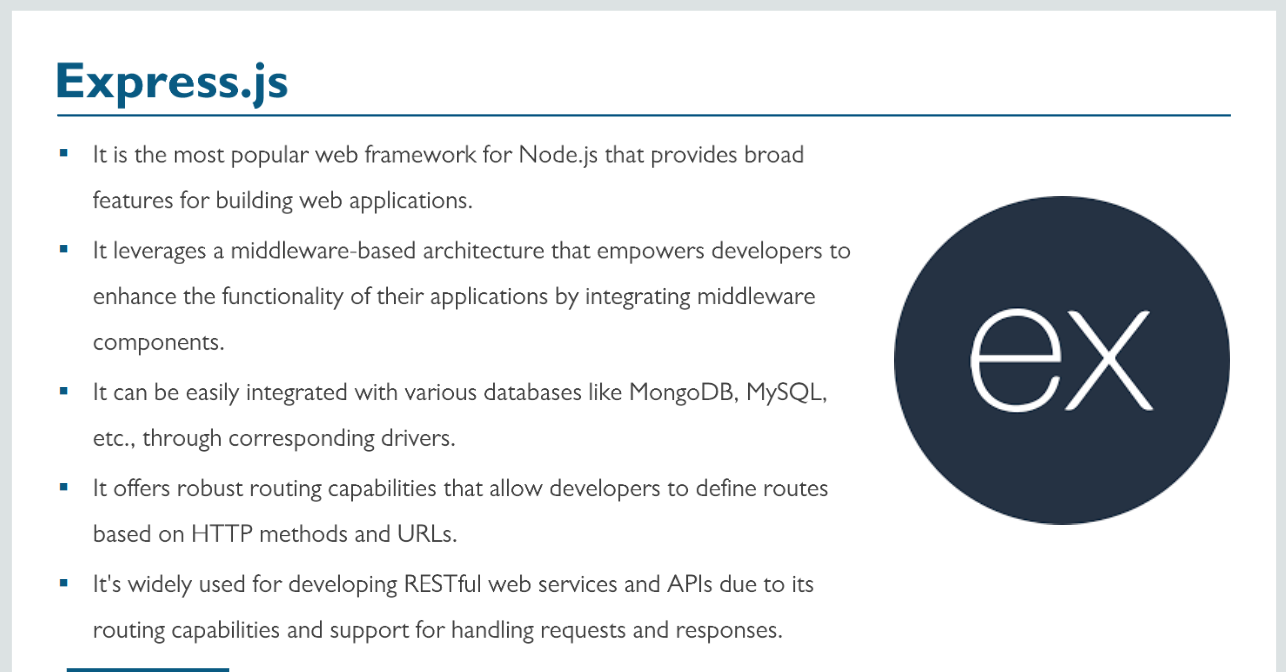 Express.js
It is the most popular web framework for Node.js that provides broad
features for building web applications.
It leverages a middleware-based architecture that empowers developers to
enhance the functionality of their applications by integrating middleware
components.
It can be easily integrated with various databases like MongoDB, MySQL,
etc., through corresponding drivers.
It offers robust routing capabilities that allow developers to define routes
based on HTTP methods and URLs.
It's widely used for developing RESTful web services and APIs due to its
routing capabilities and support for handling requests and responses.
ex